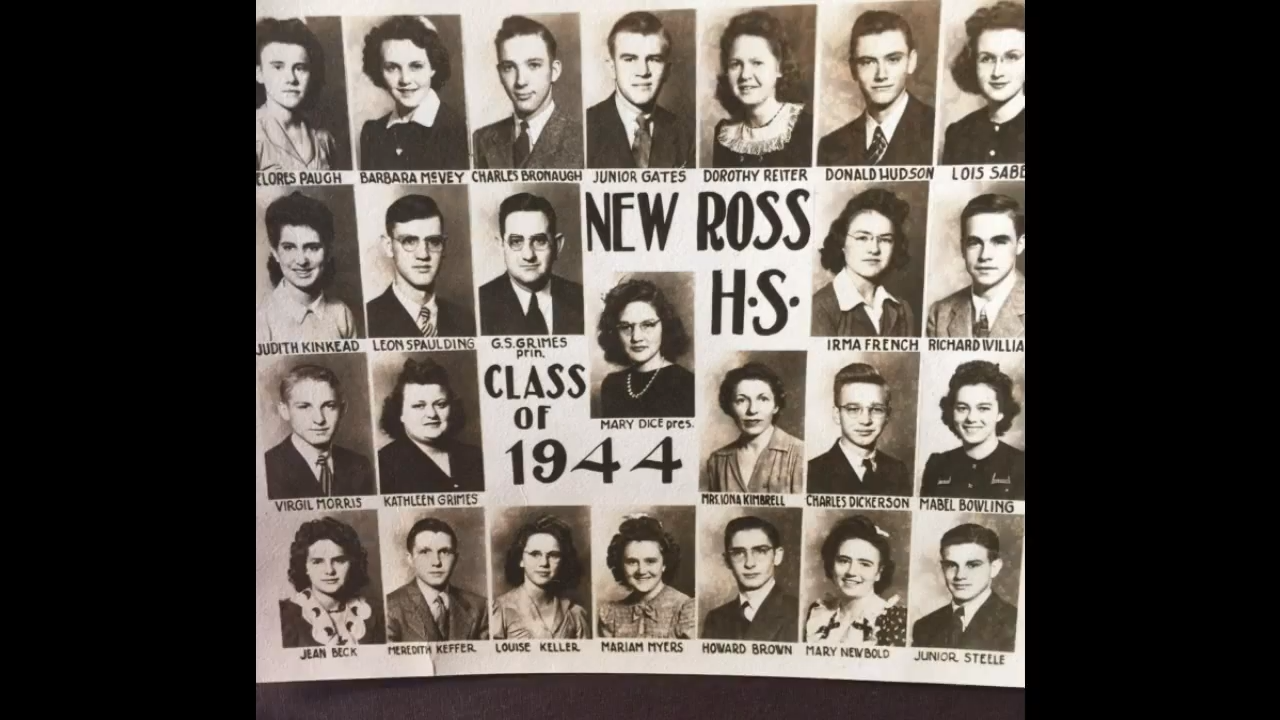 ELORES PAUGH BARBARA McVEY CHARLES BRONAUGH JUNIOR GATES DOROTHY REITER DONALD HUDSON LOIS SABE
NEW ROSS
H·S·
JUDITH KINKEAD LEON SPAULDING G.S. GRIMES IRMA FRENCH RICHARD WILLIA
prin.
CLASS
OF
1944
MARY DICE pres.
VIRGIL MORRIS KATHLEEN GRIMES MRS. IONA KIMBRELL CHARLES DICKERSON MABEL BOWLING
JEAN BECK MEREDITH KEFFER LOUISE KELLER MARIAM MYERS HOWARD BROWN MARY NEWBOLD JUNIOR STEELE